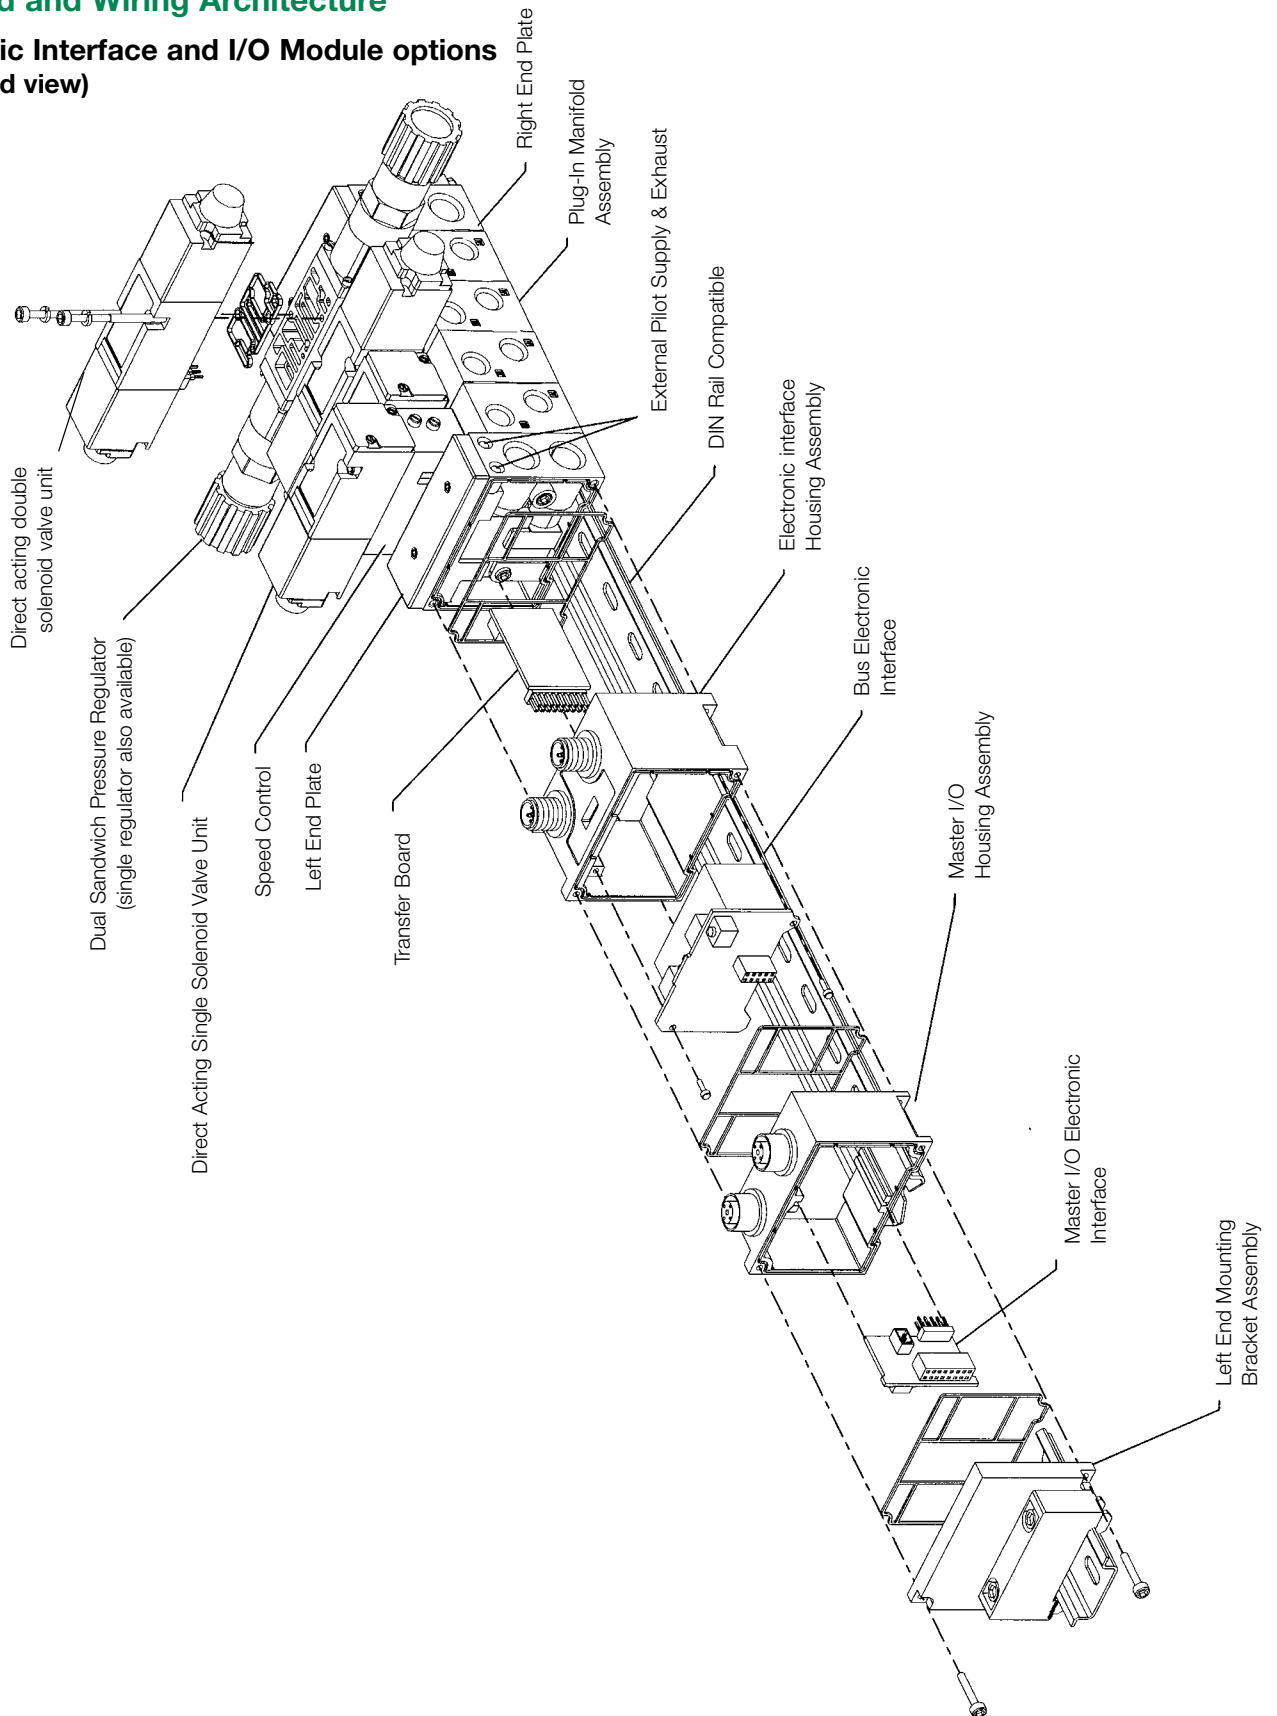 d and Wiring Architecture
ic Interface and I/O Module options
d view)
Right End Plate
Plug-In Manifold
Assembly
External Pilot Supply & Exhaust
DIN Rail Compatible
Electronic interface
Housing Assembly
Bus Electronic
Interface
Master I/O
Housing Assembly
Master I/O Electronic
Interface
Left End Mounting
Bracket Assembly
Direct acting double
solenoid valve unit
Dual Sandwich Pressure Regulator
(single regulator also available)
Direct Acting Single Solenoid Valve Unit
Speed Control
Left End Plate
Transfer Board